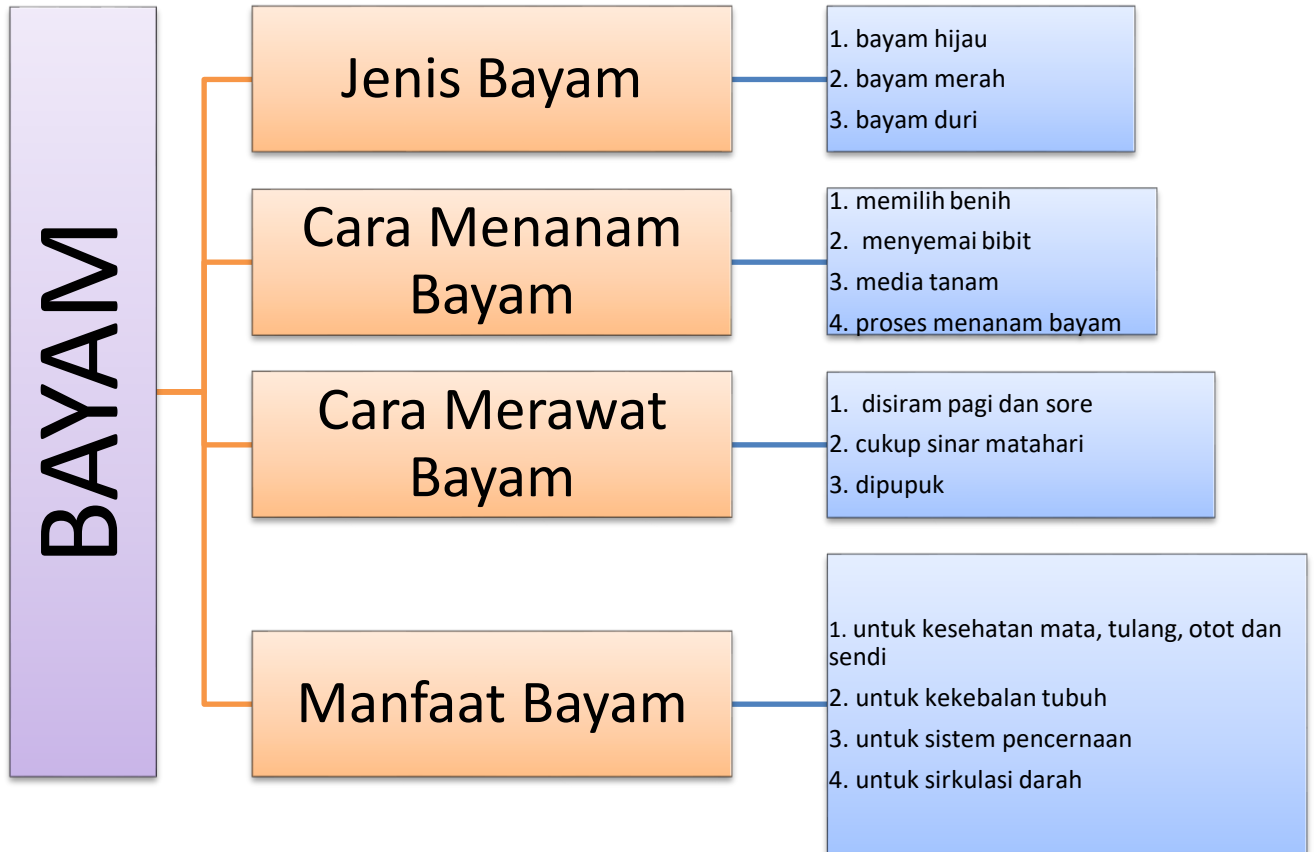 BAYAM
Jenis Bayam
1. bayam hijau
2. bayam merah
3. bayam duri
Cara Menanam
Bayam
1. memilih benih
2. menyemai bibit
3. media tanam
4. proses menanam bayam
Cara Merawat
Bayam
1. disiram pagi dan sore
2. cukup sinar matahari
3. dipupuk
Manfaat Bayam
1. untuk kesehatan mata, tulang, otot dan
sendi
2. untuk kekebalan tubuh
3. untuk sistem pencernaan
4. untuk sirkulasi darah